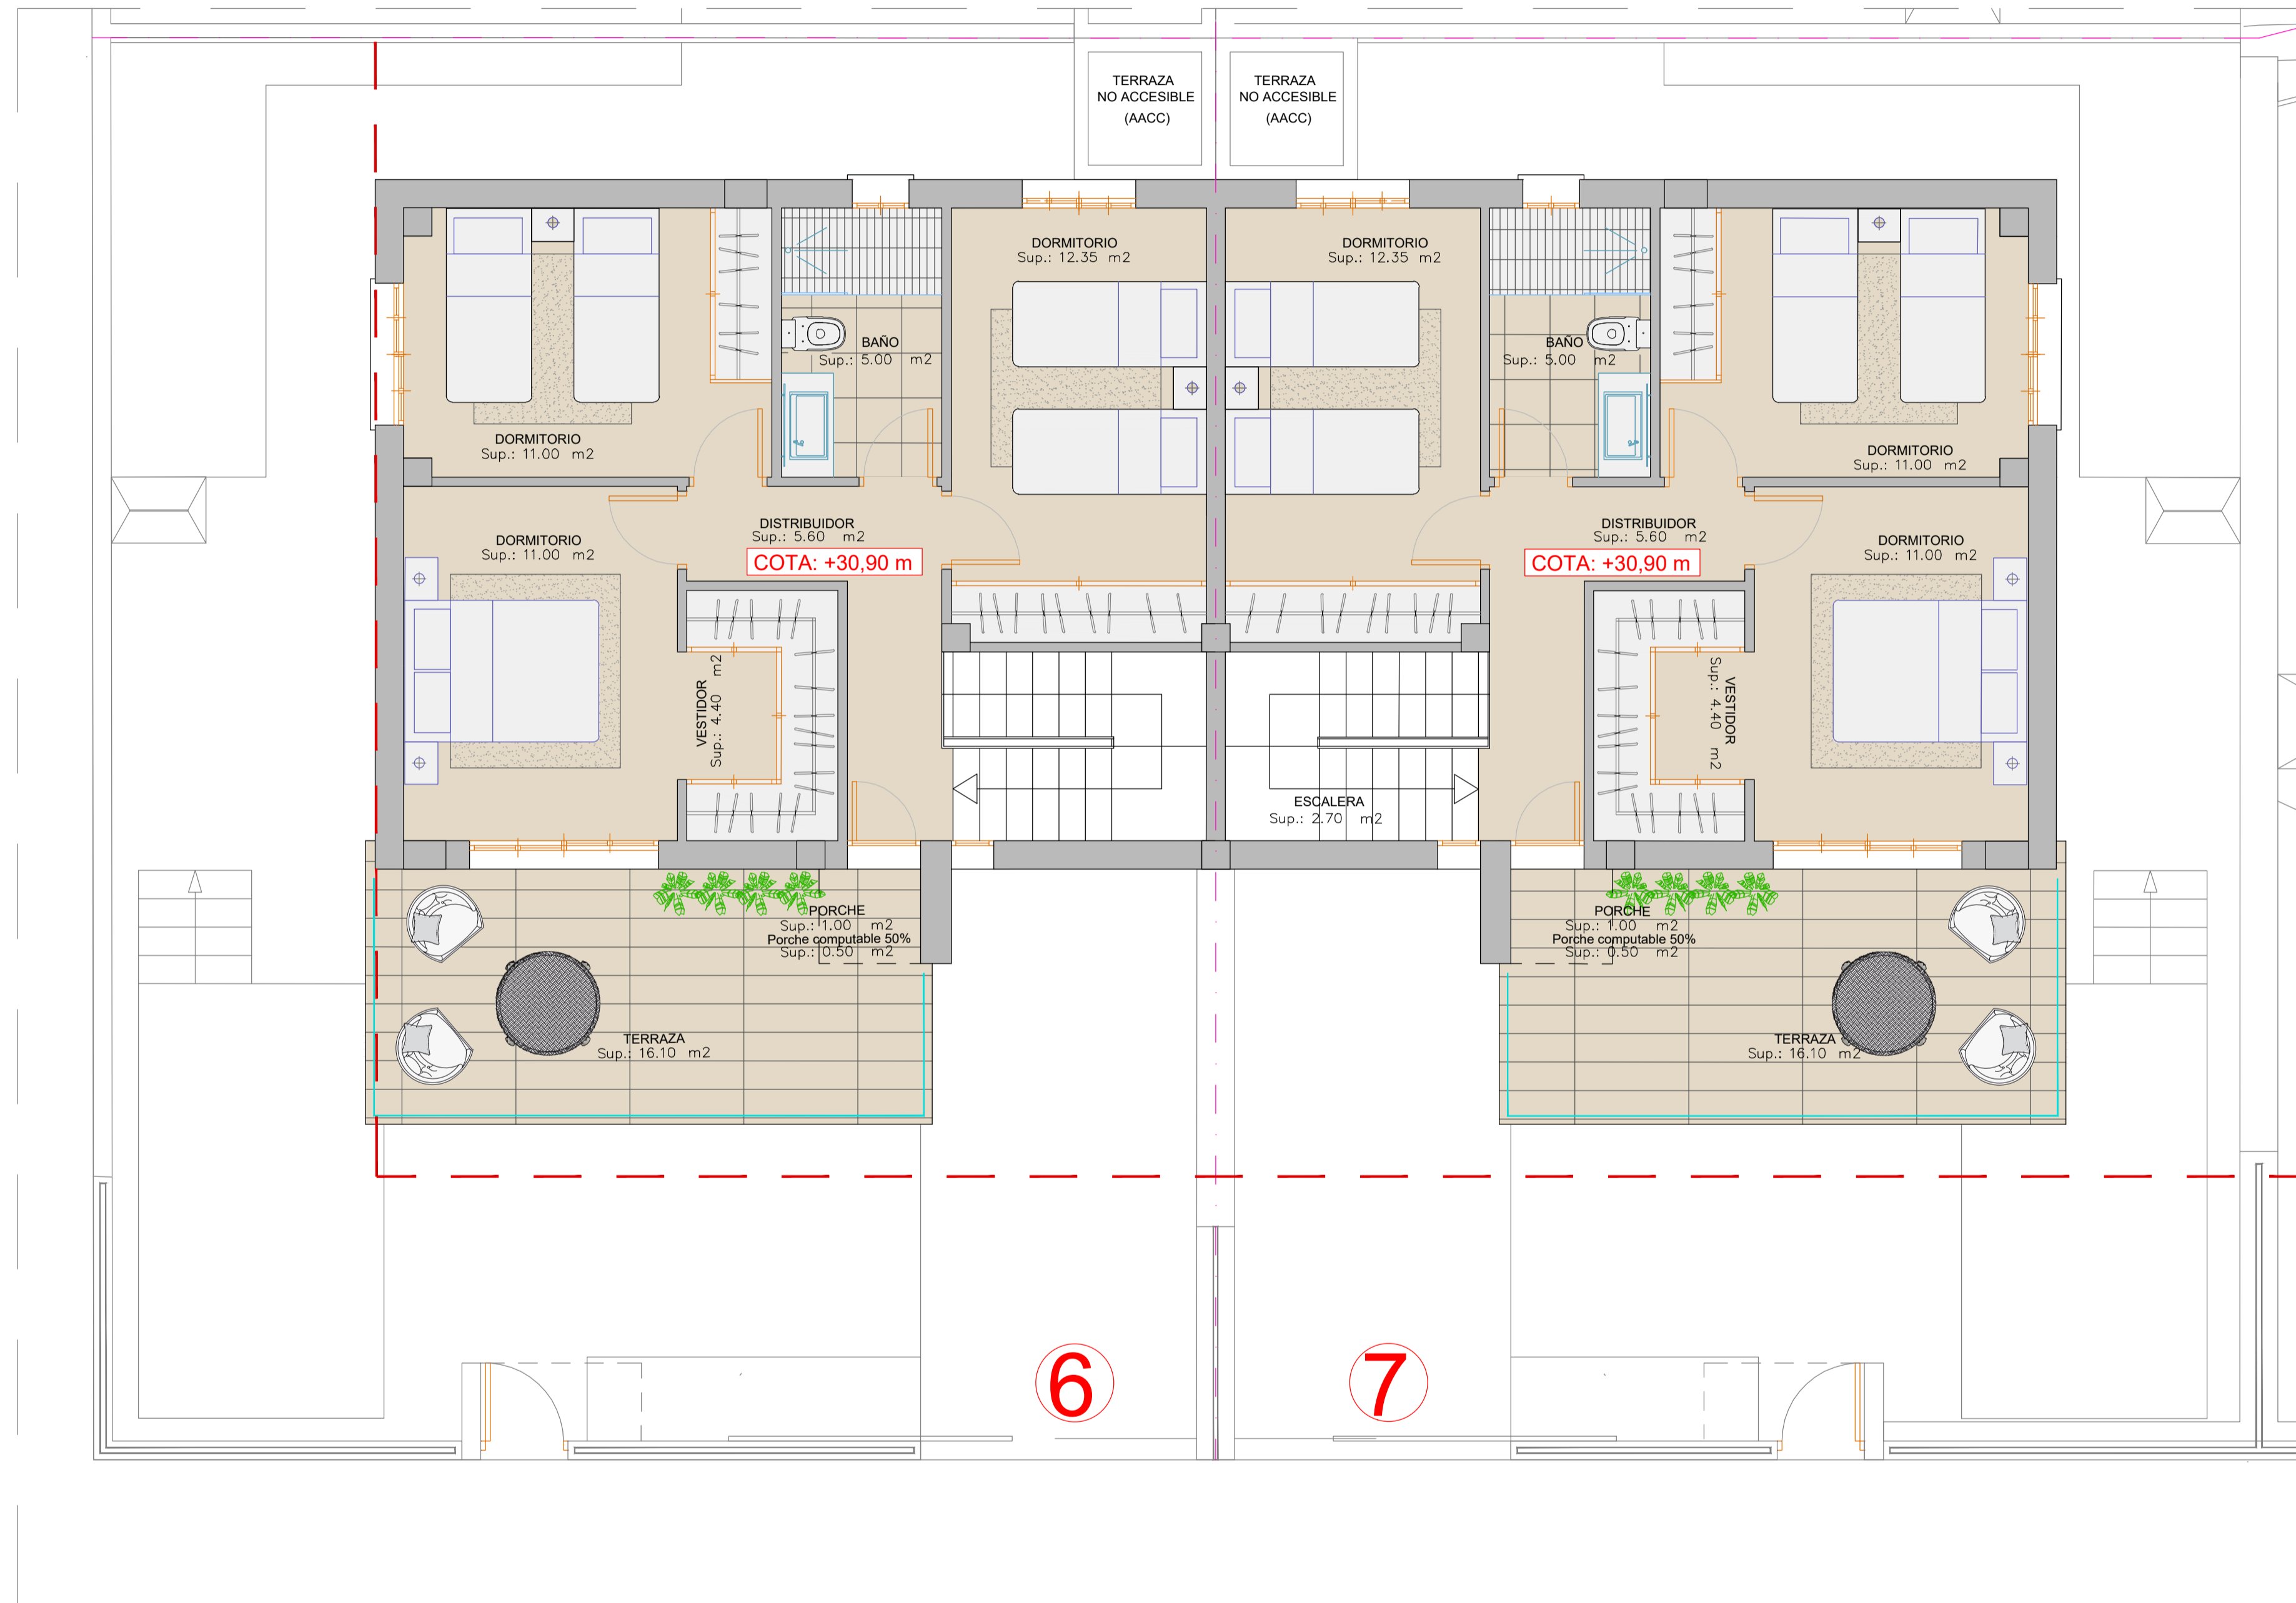 TERRAZA
NO ACCESIBLE
(AACC)
TERRAZA
NO ACCESIBLE
(AACC)
DORMITORIO
Sup.: 12.35 m2
DORMITORIO
Sup.: 12.35 m2
BAÑO
Sup.: 5.00 m2
BAÑO
Sup.: 5.00 m2
DORMITORIO
Sup.: 11.00 m2
DORMITORIO
Sup.: 11.00 m2
DISTRIBUIDOR
Sup.: 5.60 m2
COTA: +30,90 m
DISTRIBUIDOR
Sup.: 5.60 m2
COTA: +30,90 m
DORMITORIO
Sup.: 11.00 m2
DORMITORIO
Sup.: 11.00 m2
VESTIDOR
Sup.: 4.40 m2
VESTIDOR
Sup.: 4.40 m2
ESCALERA
Sup.: 2.70 m2
PORCHE
Sup.: 1.00 m2
Porche computable 50%
Sup.: 0.50 m2
PORCHE
Sup.: 1.00 m2
Porche computable 50%
Sup.: 0.50 m2
TERRAZA
Sup.: 16.10 m2
TERRAZA
Sup.: 16.10 m2
6
7